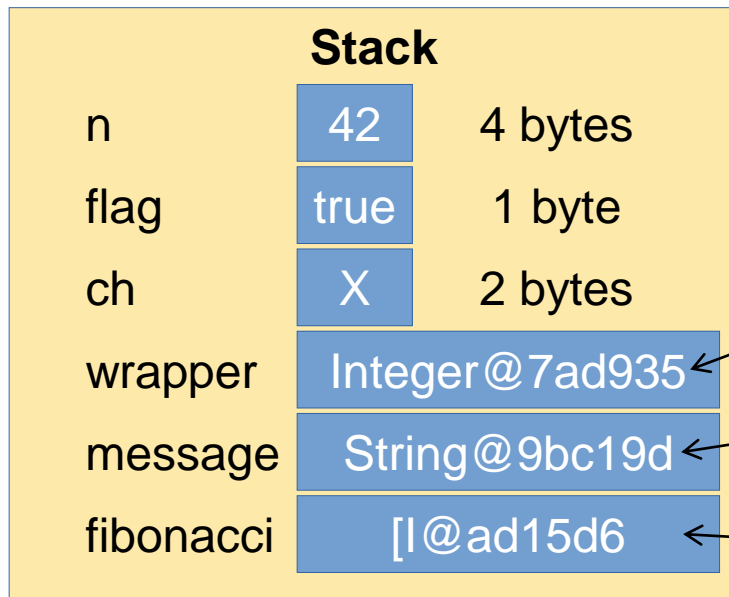 Stack
n 42 4 bytes
flag true 1 byte
ch X 2 bytes
wrapper Integer@7ad935
message String@9bc19d
fibonacci [I@ad15d6